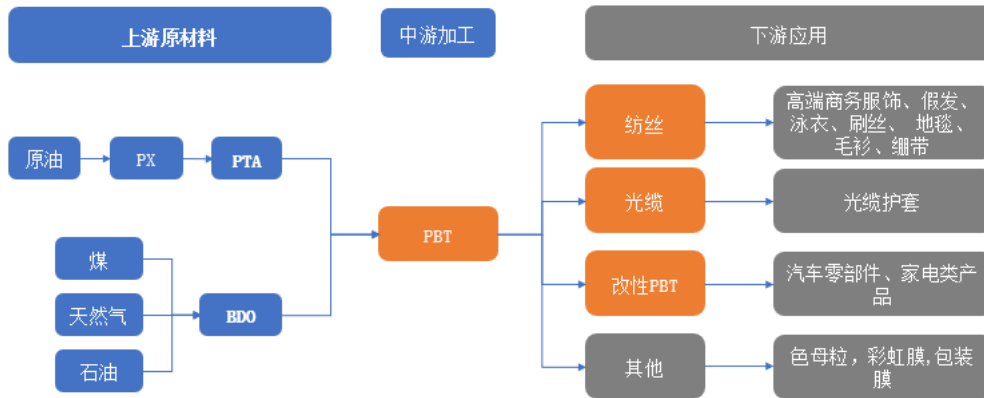 上游原材料
中游加工
下游应用
原油
PX
PTA
煤
天然气
石油
BDO
PBT
纺丝
高端商务服饰、假发、
泳衣、刷丝、 地毯、
毛衫、绷带
光缆
光缆护套
改性PBT
汽车零部件、家电类产
品
其他
色母粒，彩虹膜,包装
膜